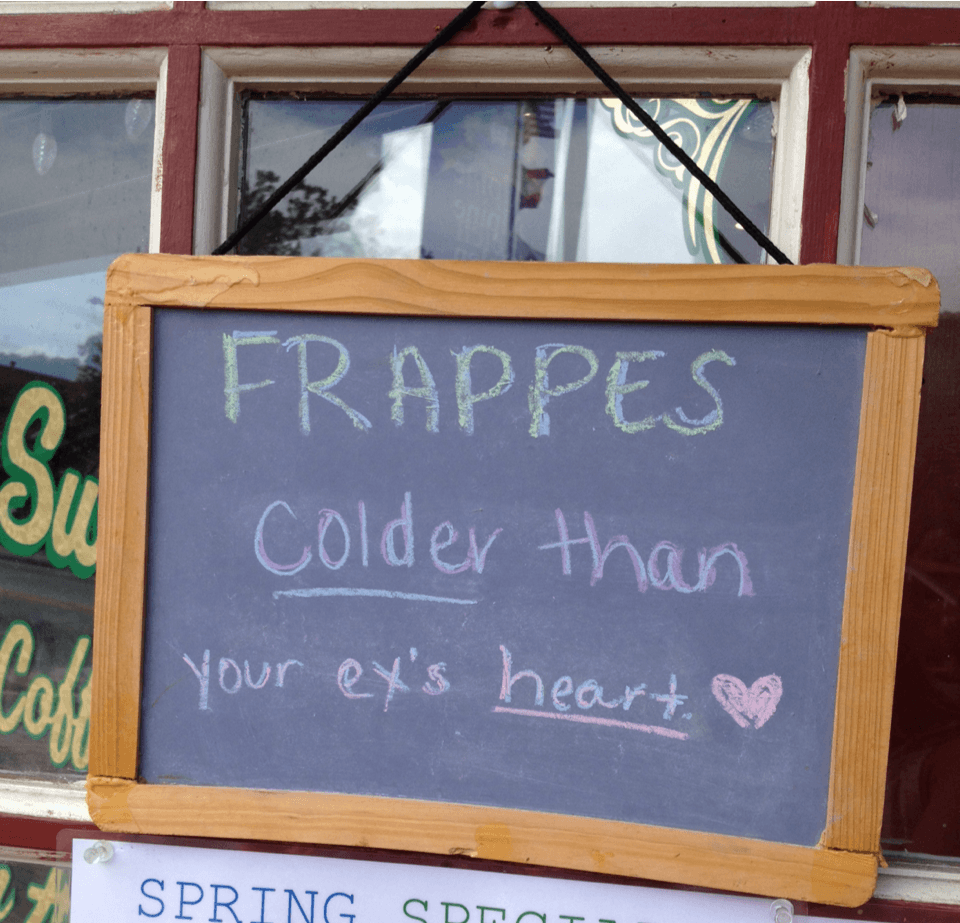 FRAPPES
Colder than
your ex's heart.
SPRING